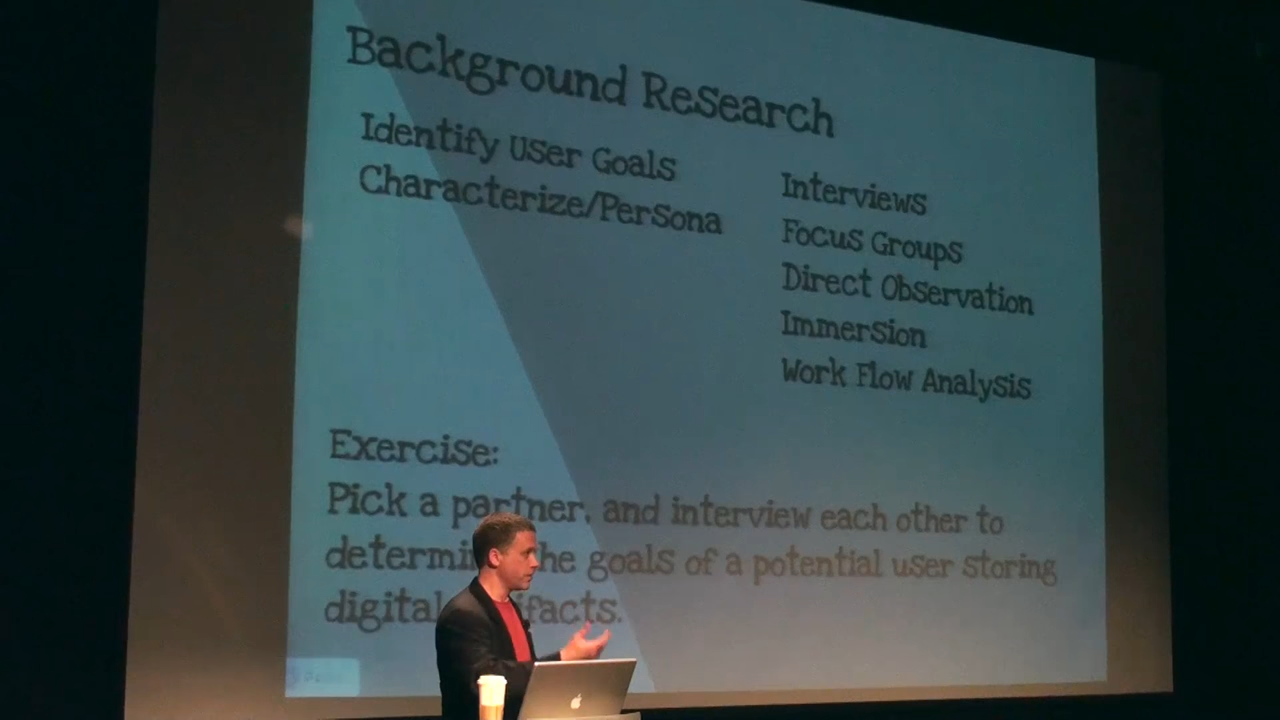 Background Research
Identify User Goals
Characterize/Persona
Interviews
Focus Groups
Direct Observation
Immersion
Work Flow Analysis
Exercise:
Pick a partner, and interview each other to
the goals of a potential user storing
digital